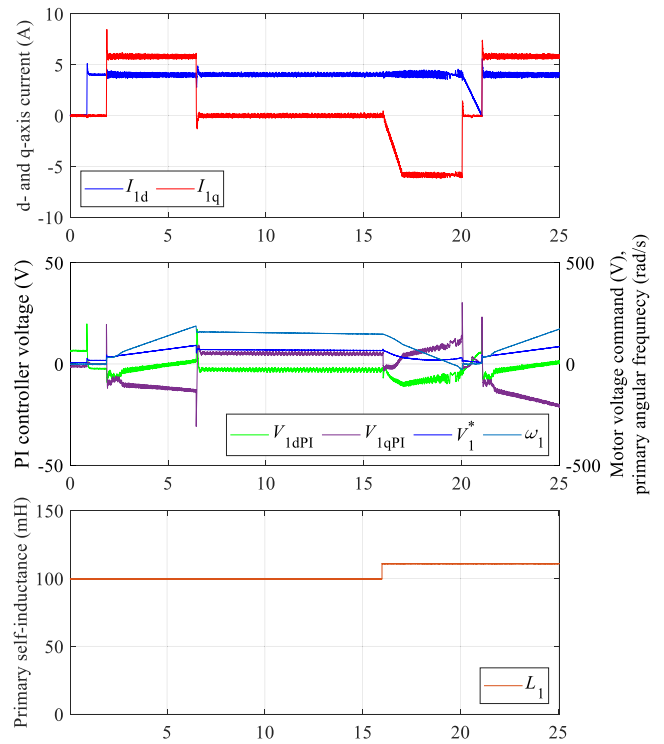 d- and q-axis current (A)
10
5
0
-5
-10
I1d I1q
0 5 10 15 20 25
PI controller voltage (V)
50
0
-50
500
0
-500
Motor voltage command (V),
primary angular frequnecy (rad/s)
V1dPI V1qPI V1* ω1
0 5 10 15 20 25
Primary self-inductance (mH)
150
100
50
0
L1
5 10 15 20 25